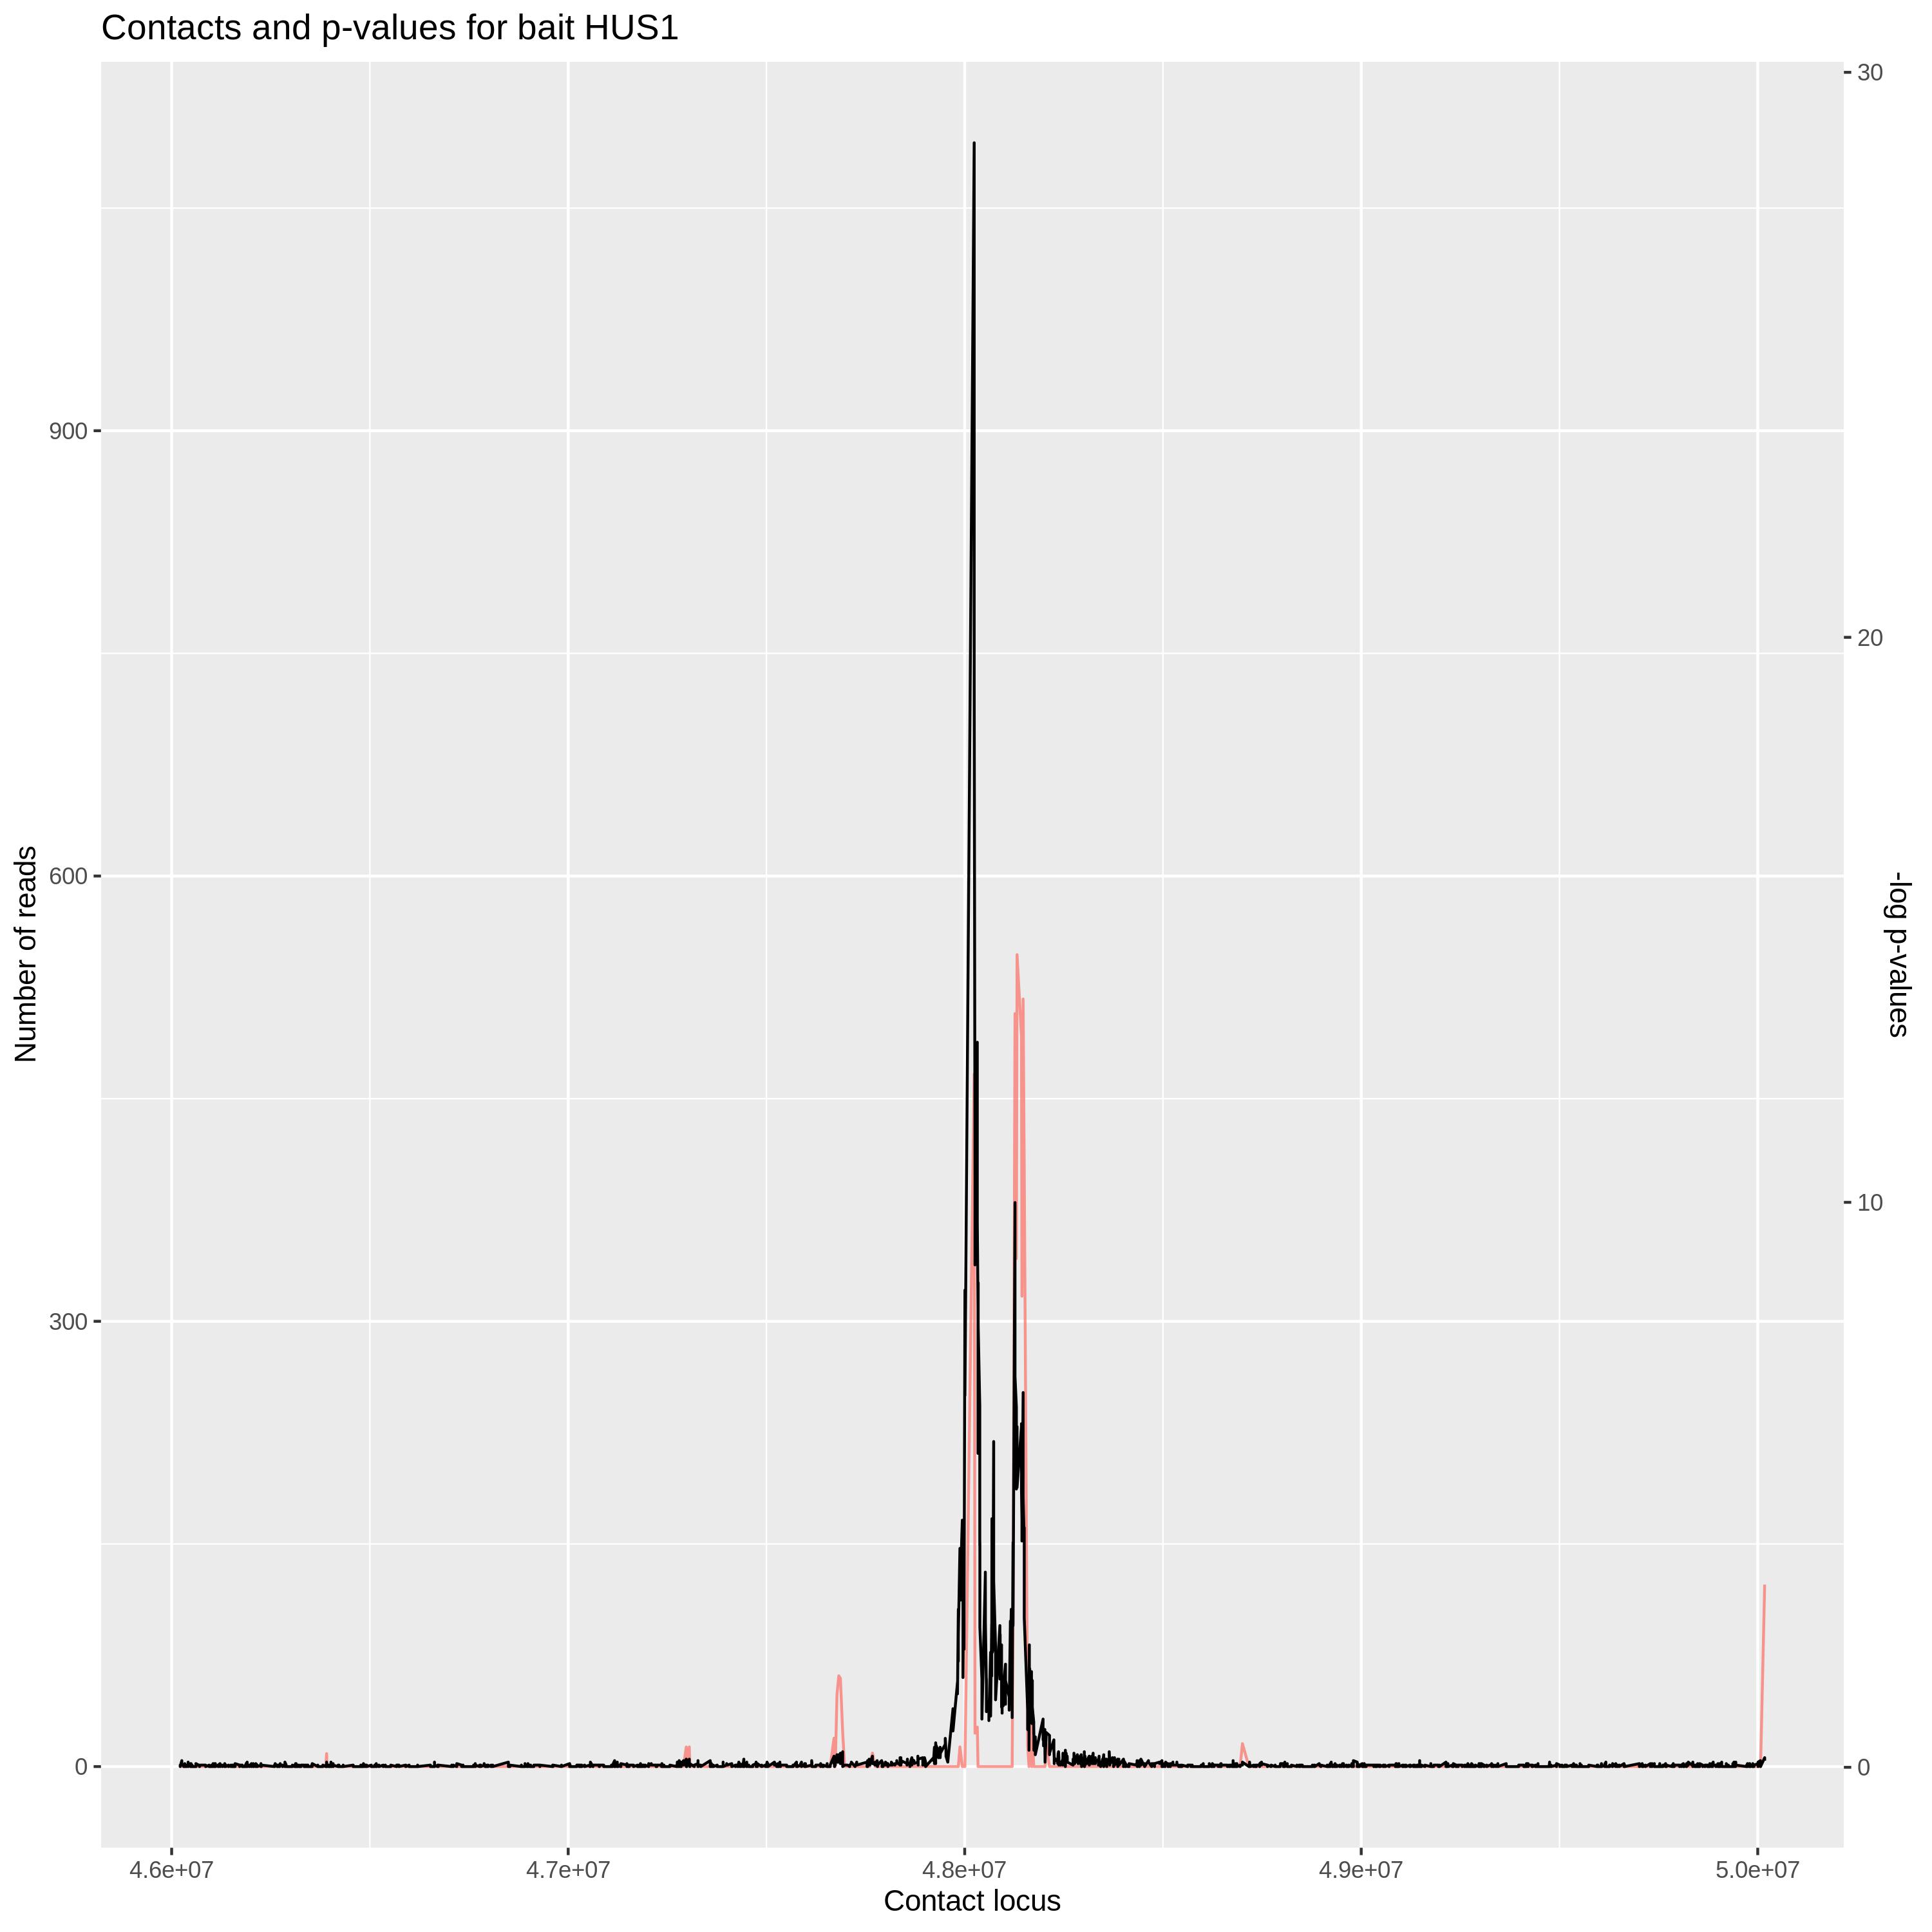 Contacts and p-values for bait HUS1
30
900
20
600
Number of reads
-log p-values
10
300
0
0
4.6e+07
4.7e+07
4.8e+07
4.9e+07
5.0e+07
Contact locus